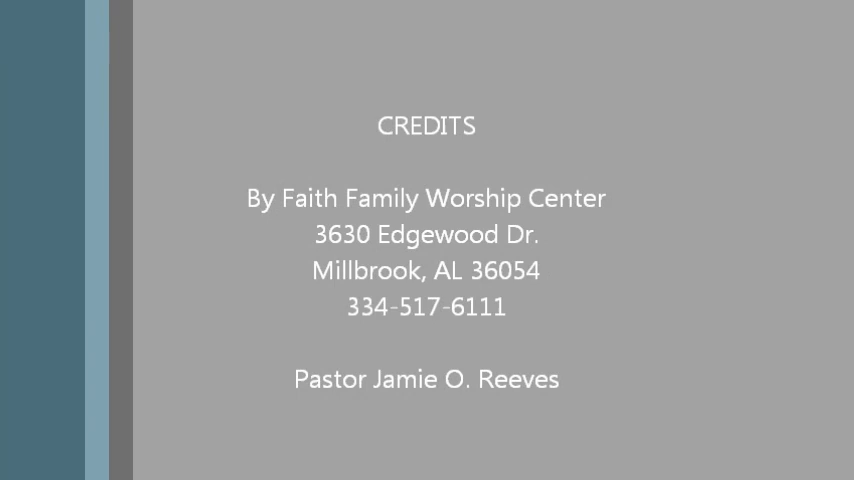 CREDITS
By Faith Family Worship Center
3630 Edgewood Dr.
Millbrook, AL 36054
334-517-6111
Pastor Jamie O. Reeves